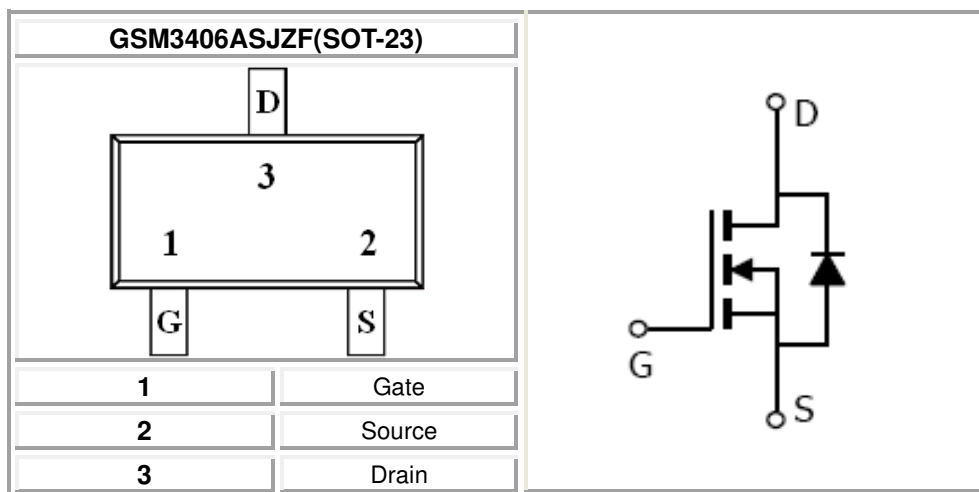 GSM3406ASJZF(SOT-23)
D
3
1 2
G S
1 Gate
2 Source
3 Drain
D
G
S